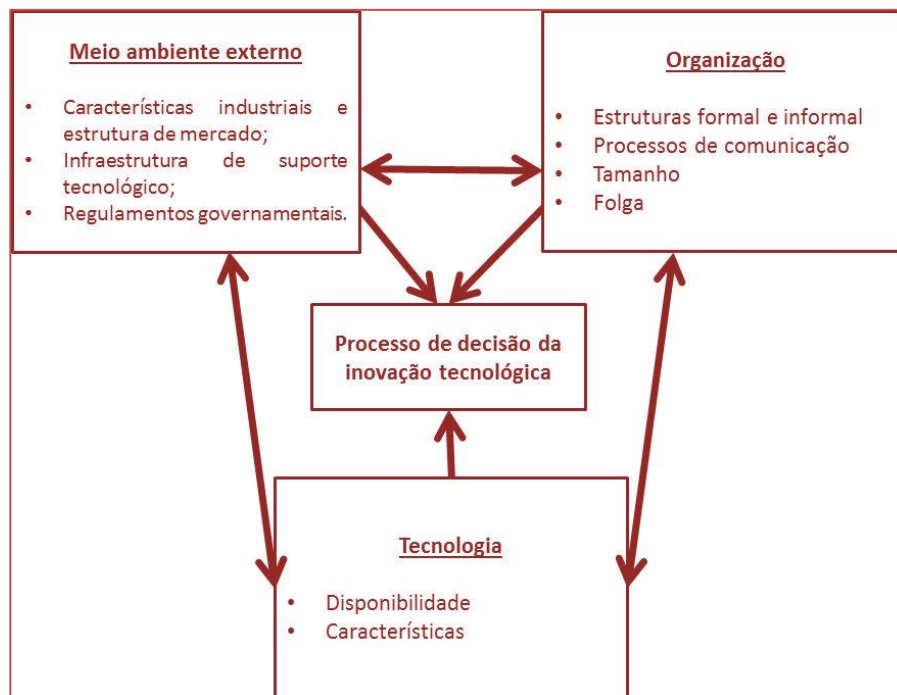 Meio ambiente externo
• Características industriais e
estrutura de mercado;
• Infraestrutura de suporte
tecnológico;
• Regulamentos governamentais.
Organização
• Estruturas formal e informal
• Processos de comunicação
• Tamanho
• Folga
Processo de decisão da
inovação tecnológica
Tecnologia
• Disponibilidade
• Características